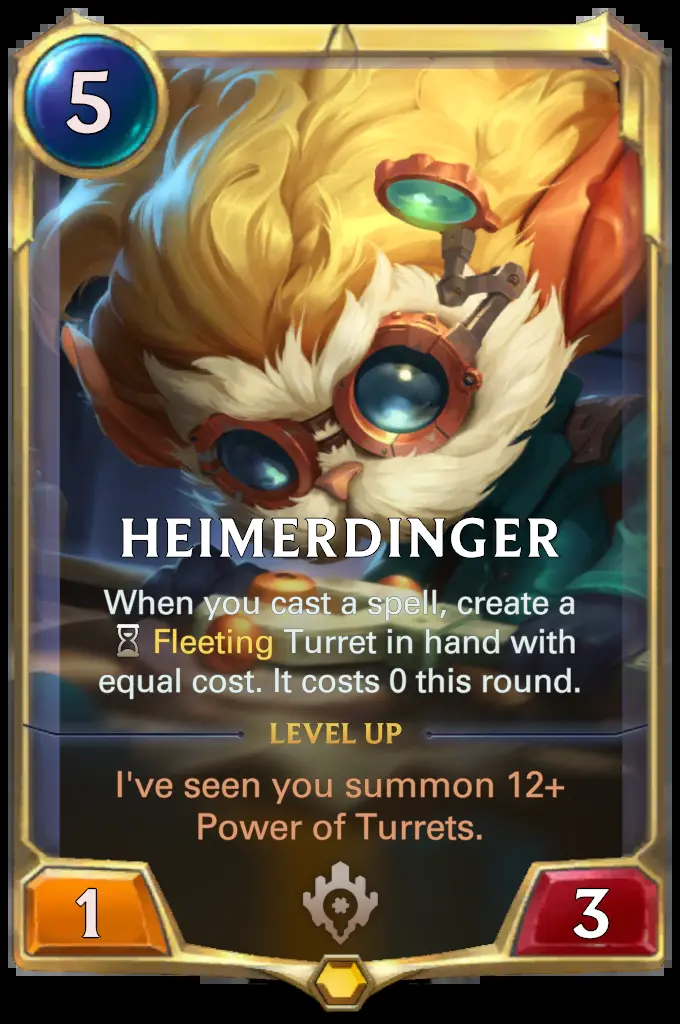 5
HEIMERDINGER
When you cast a spell, create a
Fleeting Turret in hand with
equal cost. It costs 0 this round.
LEVEL UP
I've seen you summon 12+
Power of Turrets.
1
3